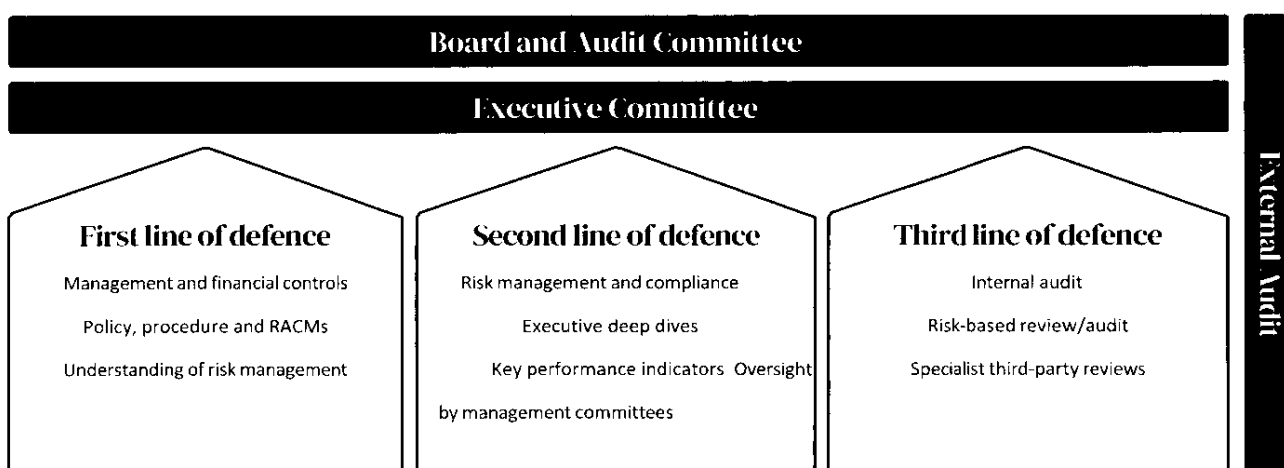 Board and Audit Committee
Executive Committee
First line of defence
Management and financial controls
Policy, procedure and RACMs
Understanding of risk management
Second line of defence
Risk management and compliance
Executive deep dives
Key performance indicators Oversight
by management committees
Third line of defence
Internal audit
Risk-based review/audit
Specialist third-party reviews
External Audit